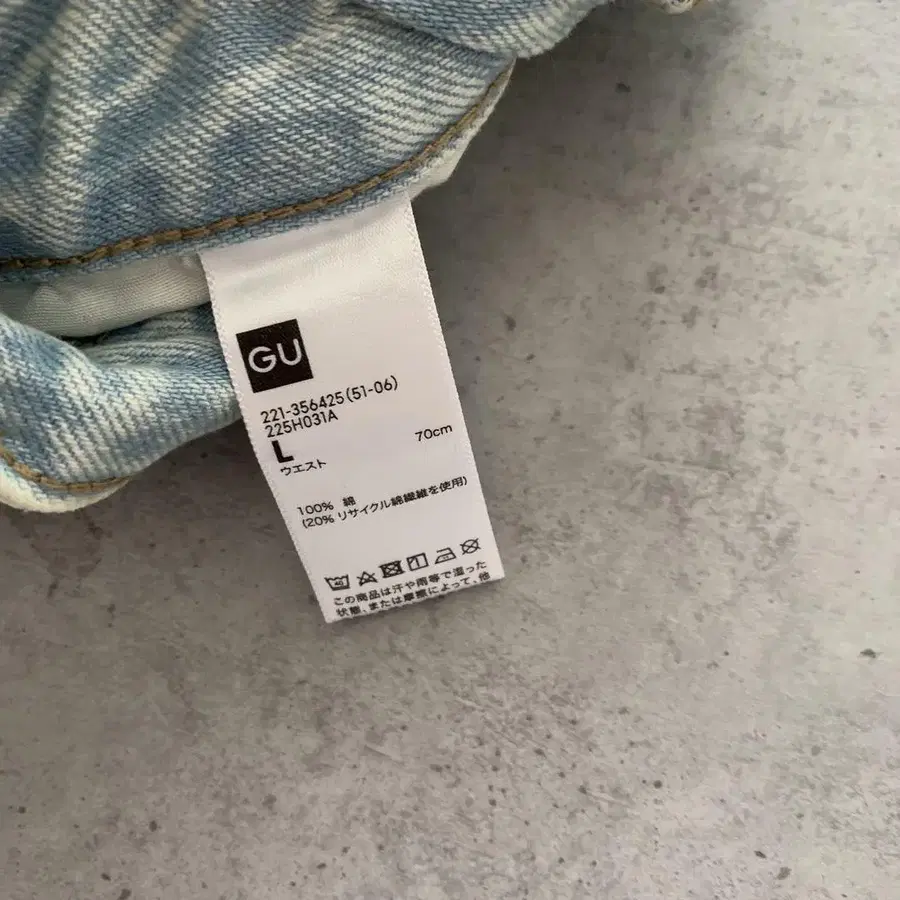 GU
221-356425(51-06)
225H031A
L
ウエスト 70cm
100% 綿
(20% リサイクル綿繊維を使用)
40
この商品は汗や雨等で湿った
状態、または摩擦によって、他